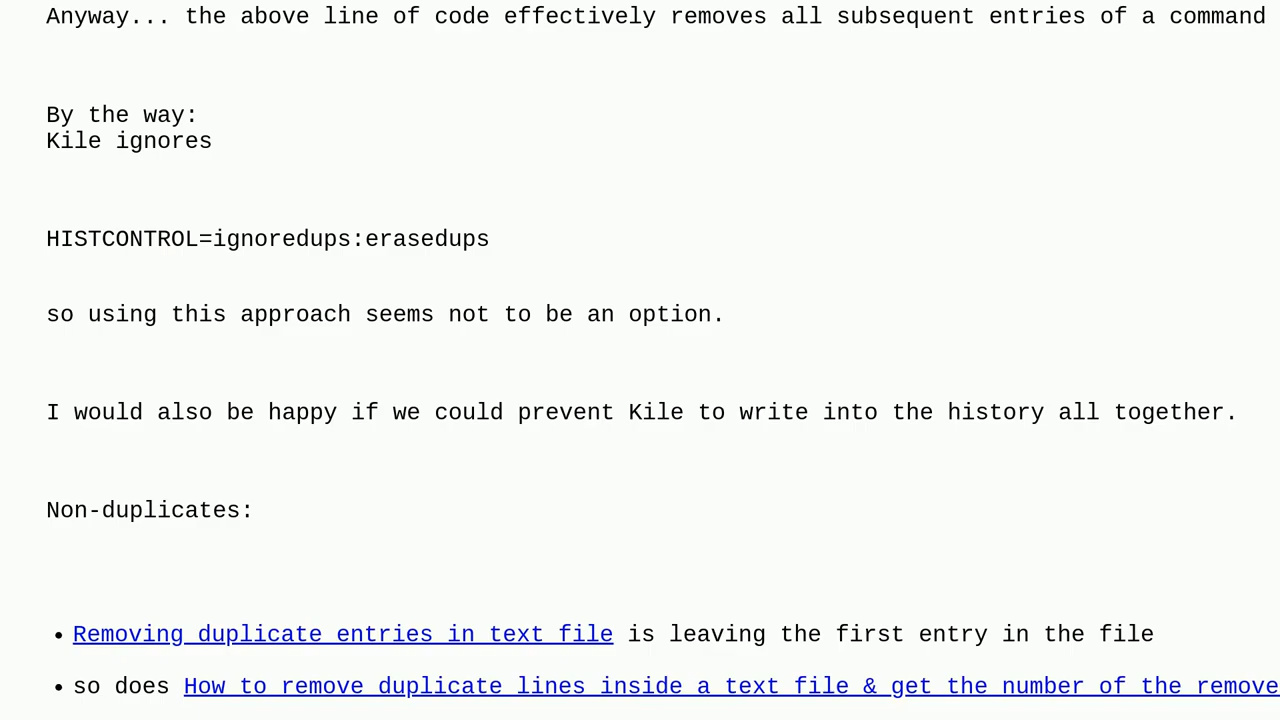 Anyway... the above line of code effectively removes all subsequent entries of a command
By the way:
Kile ignores
HISTCONTROL=ignoredups:erasedups
so using this approach seems not to be an option.
I would also be happy if we could prevent Kile to write into the history all together.
Non-duplicates:
• Removing duplicate entries in text file is leaving the first entry in the file
• so does How to remove duplicate lines inside a text file & get the number of the remove